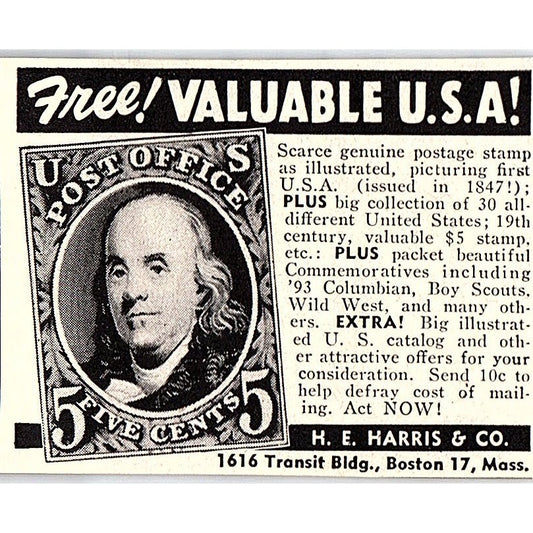 Free! VALUABLE U.S.A!
U S
POST OFFICE
5 FIVE CENTS 5
Scarce genuine postage stamp
as illustrated, picturing first
U.S.A. (issued in 1847!);
PLUS big collection of 30 all-
different United States; 19th
century, valuable $5 stamp,
etc.: PLUS packet beautiful
Commemoratives including
'93 Columbian, Boy Scouts,
Wild West, and many oth-
ers. EXTRA! Big illustrat-
ed U. S. catalog and oth-
er attractive offers for your
consideration. Send 10c to
help defray cost of mail-
ing. Act NOW!
H. E. HARRIS & CO.
1616 Transit Bldg., Boston 17, Mass.